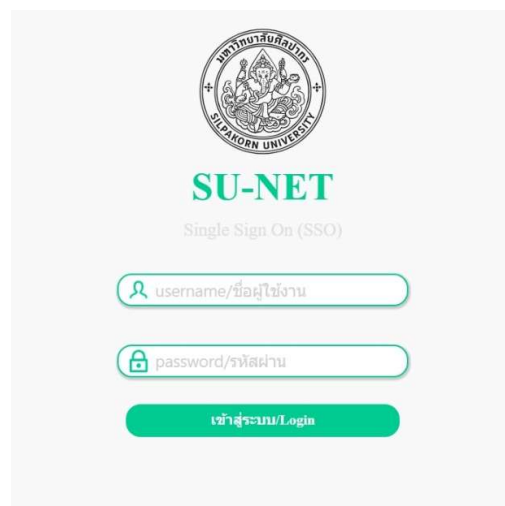 มหาวิทยาลัยศิลปากร
SILPAKORN UNIVERSITY
SU-NET
Single Sign On (SSO)
username/ชื่อผู้ใช้งาน
password/รหัสผ่าน
เข้าสู่ระบบ/Login